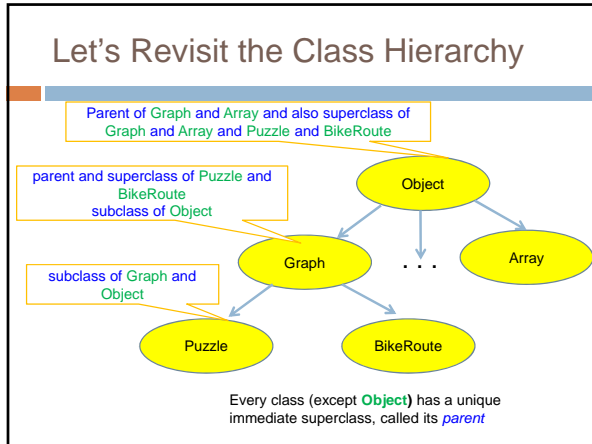 Let's Revisit the Class Hierarchy
Parent of Graph and Array and also superclass of
Graph and Array and Puzzle and BikeRoute
parent and superclass of Puzzle and
BikeRoute
subclass of Object
Object
Graph
. . .
Array
subclass of Graph and
Object
Puzzle
BikeRoute
Every class (except Object) has a unique
immediate superclass, called its parent